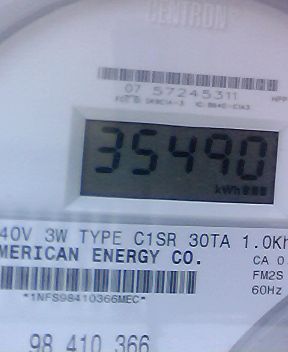 CENTRON
07 57245311
35490
kWh
40V 3W TYPE C1SR 30TA 1.0Kh
MERICAN ENERGY CO.
CA 0
FM2S
60Hz
*1NFS98410366MEC*
98 410 366